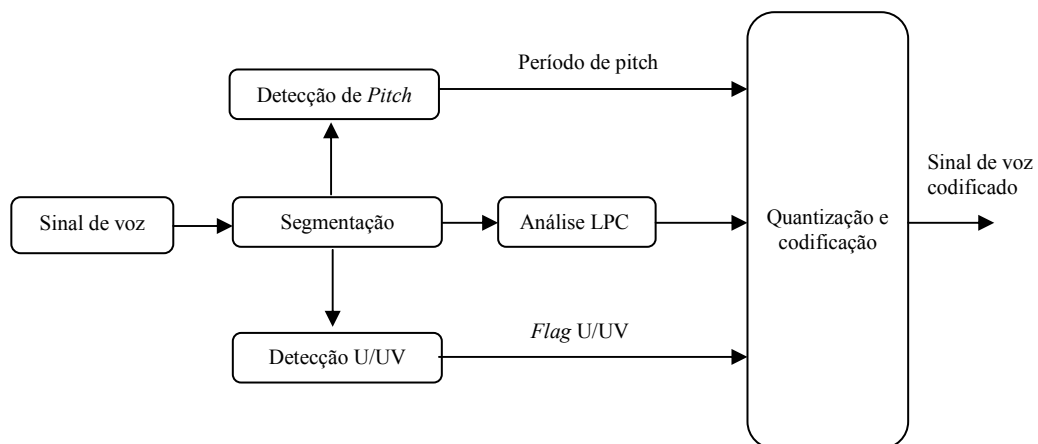 Período de pitch
Detecção de Pitch
Sinal de voz
codificado
Sinal de voz
Segmentação
Análise LPC
Quantização e
codificação
Flag U/UV
Detecção U/UV